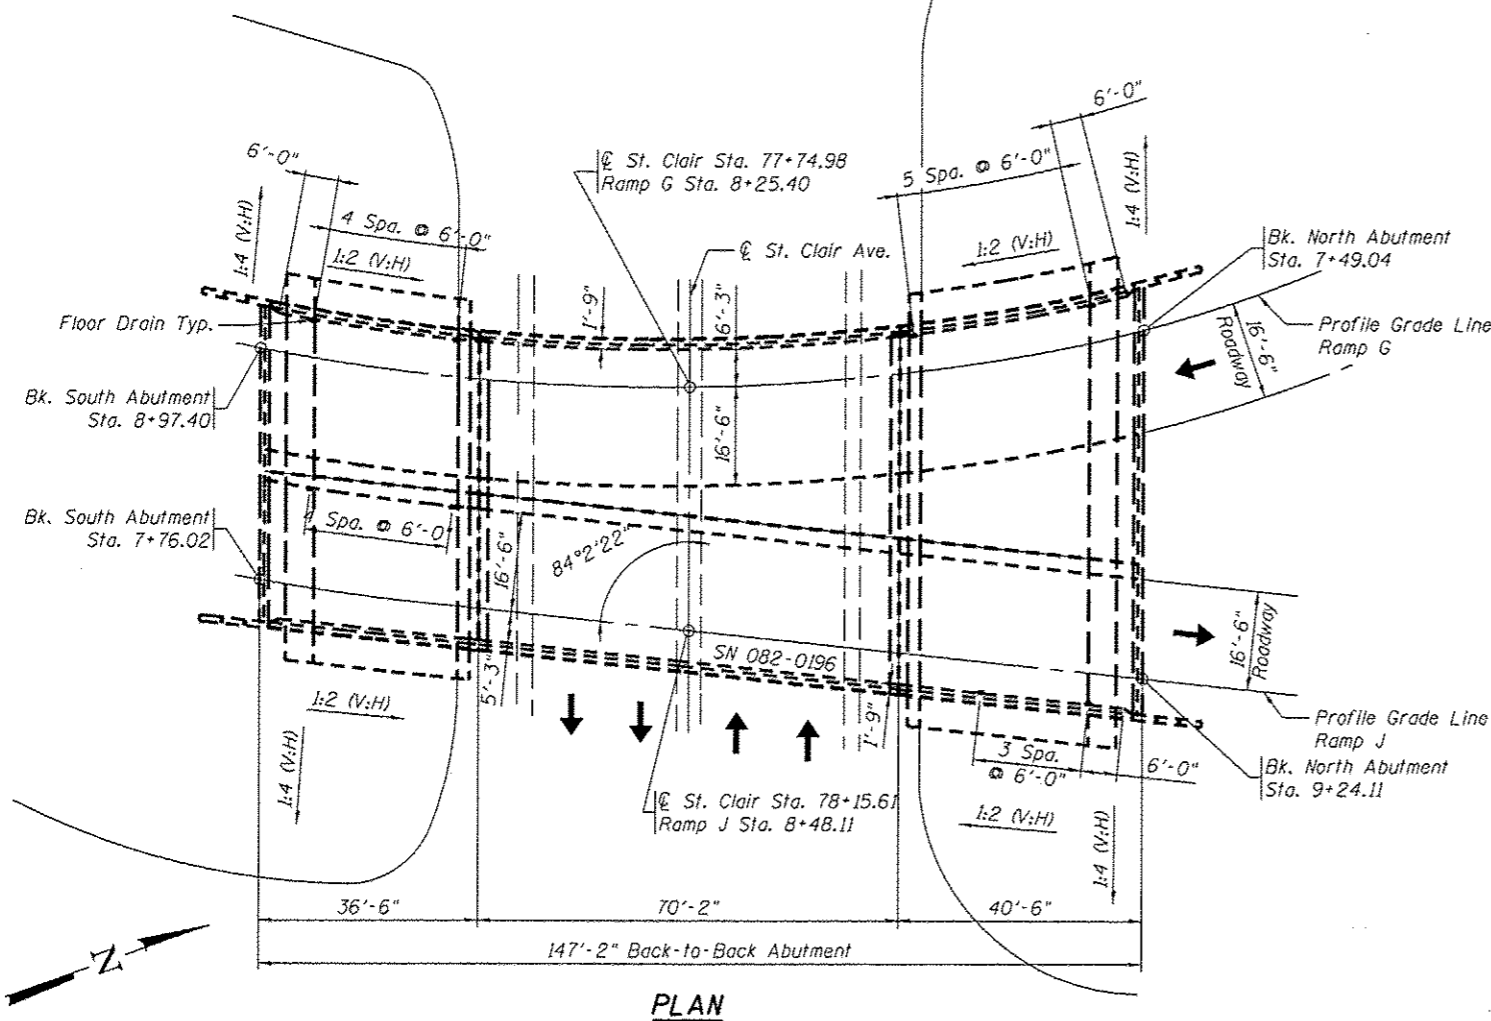 6'-0"
℄ St. Clair Sta. 77+74.98
Ramp G Sta. 8+25.40
5 Spa. @ 6'-0"
6'-0"
1:4 (V:H)
1:4 (V:H)
4 Spa. @ 6'-0"
1:2 (V:H)
℄ St. Clair Ave.
1:2 (V:H)
Bk. North Abutment
Sta. 7+49.04
Floor Drain Typ.
1'-9"
6'-3"
Profile Grade Line
Ramp G
16'-6"
Roadway
Bk. South Abutment
Sta. 8+97.40
16'-6"
Bk. South Abutment
Sta. 7+76.02
Spa. @ 6'-0"
16'-6"
84°2'22"
SN 082-0196
16'-6"
Roadway
5'-3"
1:2 (V:H)
1:4 (V:H)
1'-9"
Profile Grade Line
Ramp J
3 Spa.
@ 6'-0"
6'-0"
Bk. North Abutment
Sta. 9+24.11
℄ St. Clair Sta. 78+15.61
Ramp J Sta. 8+48.11
1:2 (V:H)
1:4 (V:H)
36'-6"
70'-2"
40'-6"
147'-2" Back-to-Back Abutment
N
PLAN